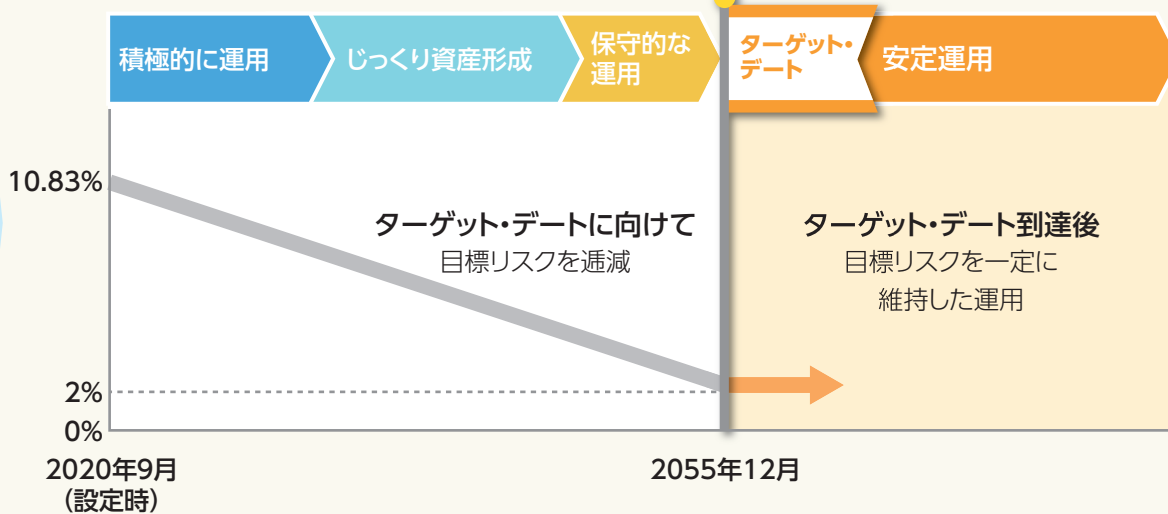 積極的に運用
じっくり資産形成
保守的な
運用
ターゲット・
デート
安定運用
10.83%
ターゲット・デートに向けて
目標リスクを逓減
ターゲット・デート到達後
目標リスクを一定に
維持した運用
2%
0%
2020年9月
(設定時)
2055年12月